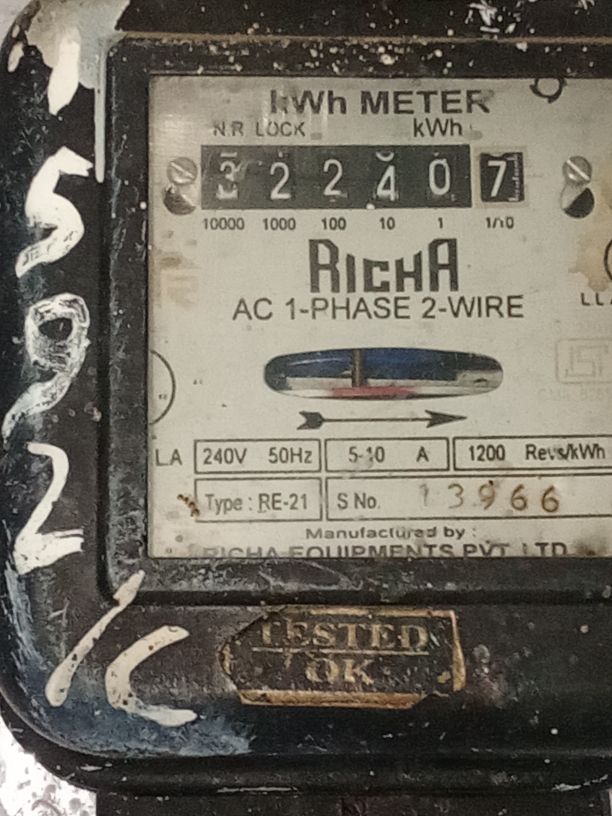 kWh METER
N.R LOCK kWh
3 2 2 4 0 7
10000 1000 100 10 1 1/10
RICHA
AC 1-PHASE 2-WIRE
240V 50Hz 5-10 A 1200 Revs/kWh
Type : RE-21 S No. 13966
Manufactured by :
RICHA EQUIPMENTS PVT LTD
TESTED
OK
1592/C